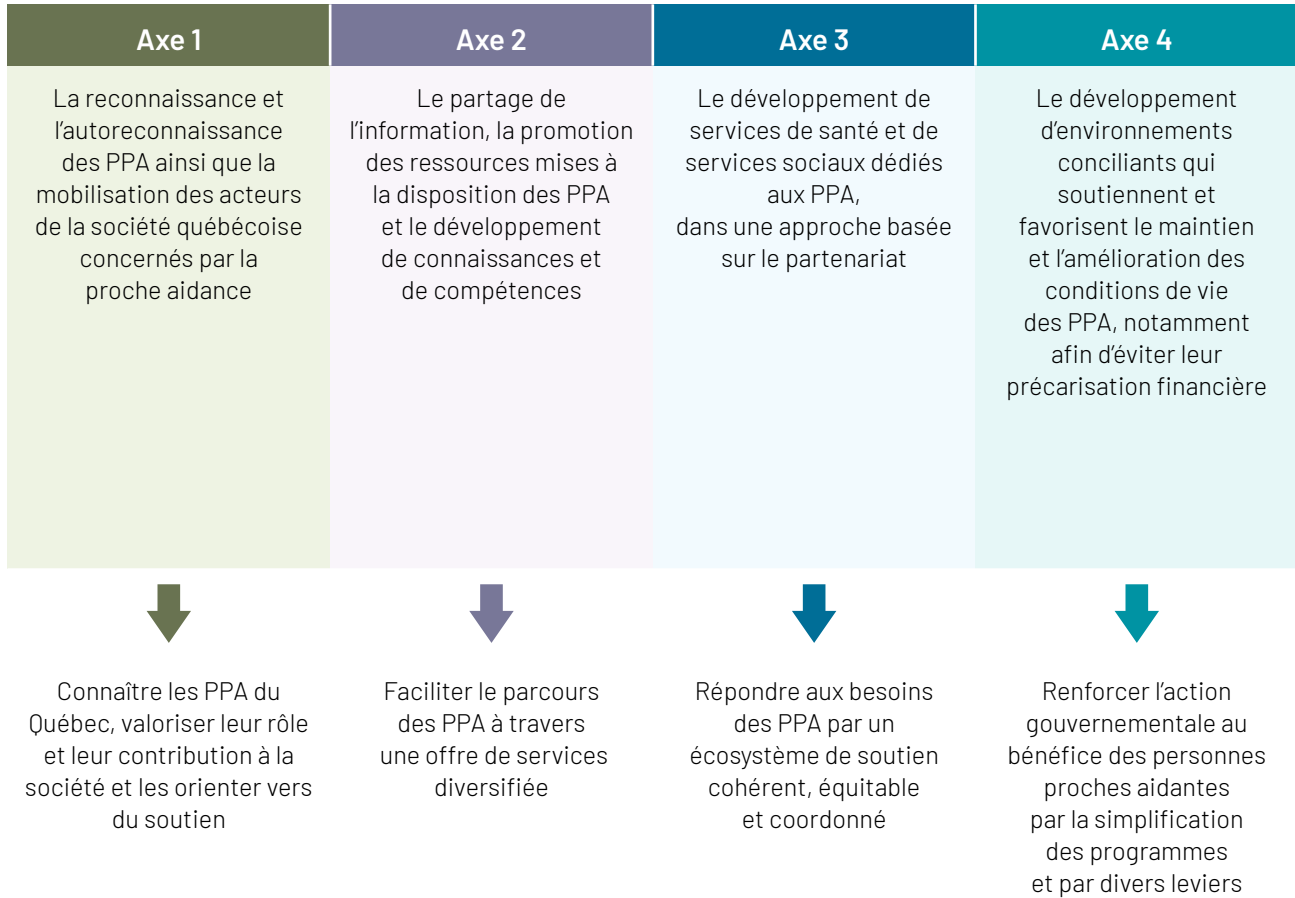 Axe 1
La reconnaissance et
l'autoreconnaissance
des PPA ainsi que la
mobilisation des acteurs
de la société québécoise
concernés par la
proche aidance
Connaître les PPA du
Québec, valoriser leur rôle
et leur contribution à la
société et les orienter vers
du soutien
Axe 2
Le partage de
l'information, la promotion
des ressources mises à
la disposition des PPA
et le développement
de connaissances et
de compétences
Faciliter le parcours
des PPA à travers
une offre de services
diversifiée
Axe 3
Le développement de
services de santé et de
services sociaux dédiés
aux PPA,
dans une approche basée
sur le partenariat
Répondre aux besoins
des PPA par un
écosystème de soutien
cohérent, équitable
et coordonné
Axe 4
Le développement
d'environnements
conciliants qui
soutiennent et
favorisent le maintien
et l'amélioration des
conditions de vie
des PPA, notamment
afin d'éviter leur
précarisation financière
Renforcer l'action
gouvernementale au
bénéfice des personnes
proches aidantes
par la simplification
des programmes
et par divers leviers